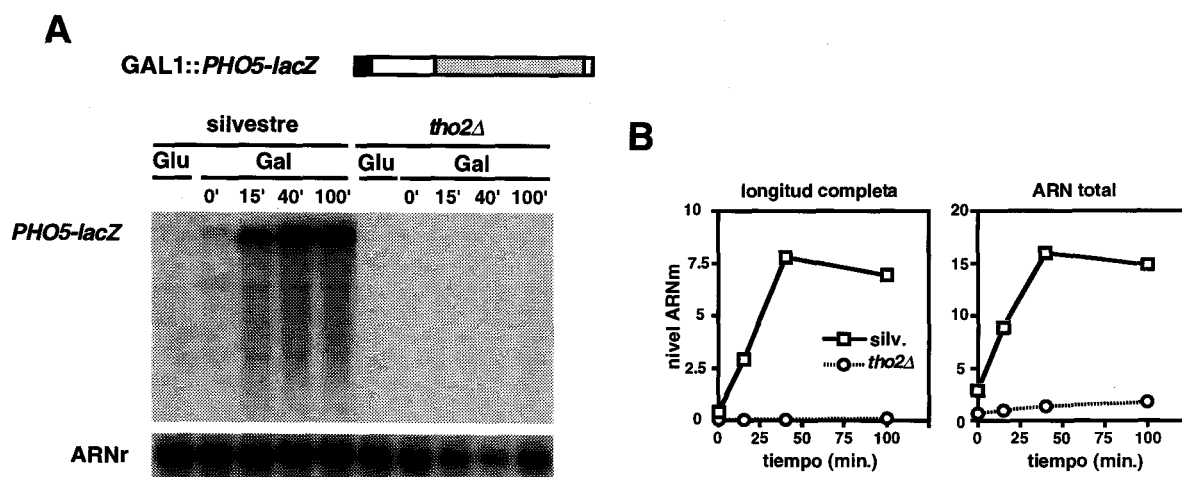 A
GAL1::PHO5-lacZ
silvestre tho2Δ
Glu Gal Glu Gal
0' 15' 40' 100' 0' 15' 40' 100'
PHO5-lacZ
ARNr
B
longitud completa ARN total
nivel ARNm
10
7.5
5
2.5
0
0 25 50 75 100
tiempo (min.)
silv.
tho2Δ
20
15
10
5
0
0 25 50 75 100
tiempo (min.)